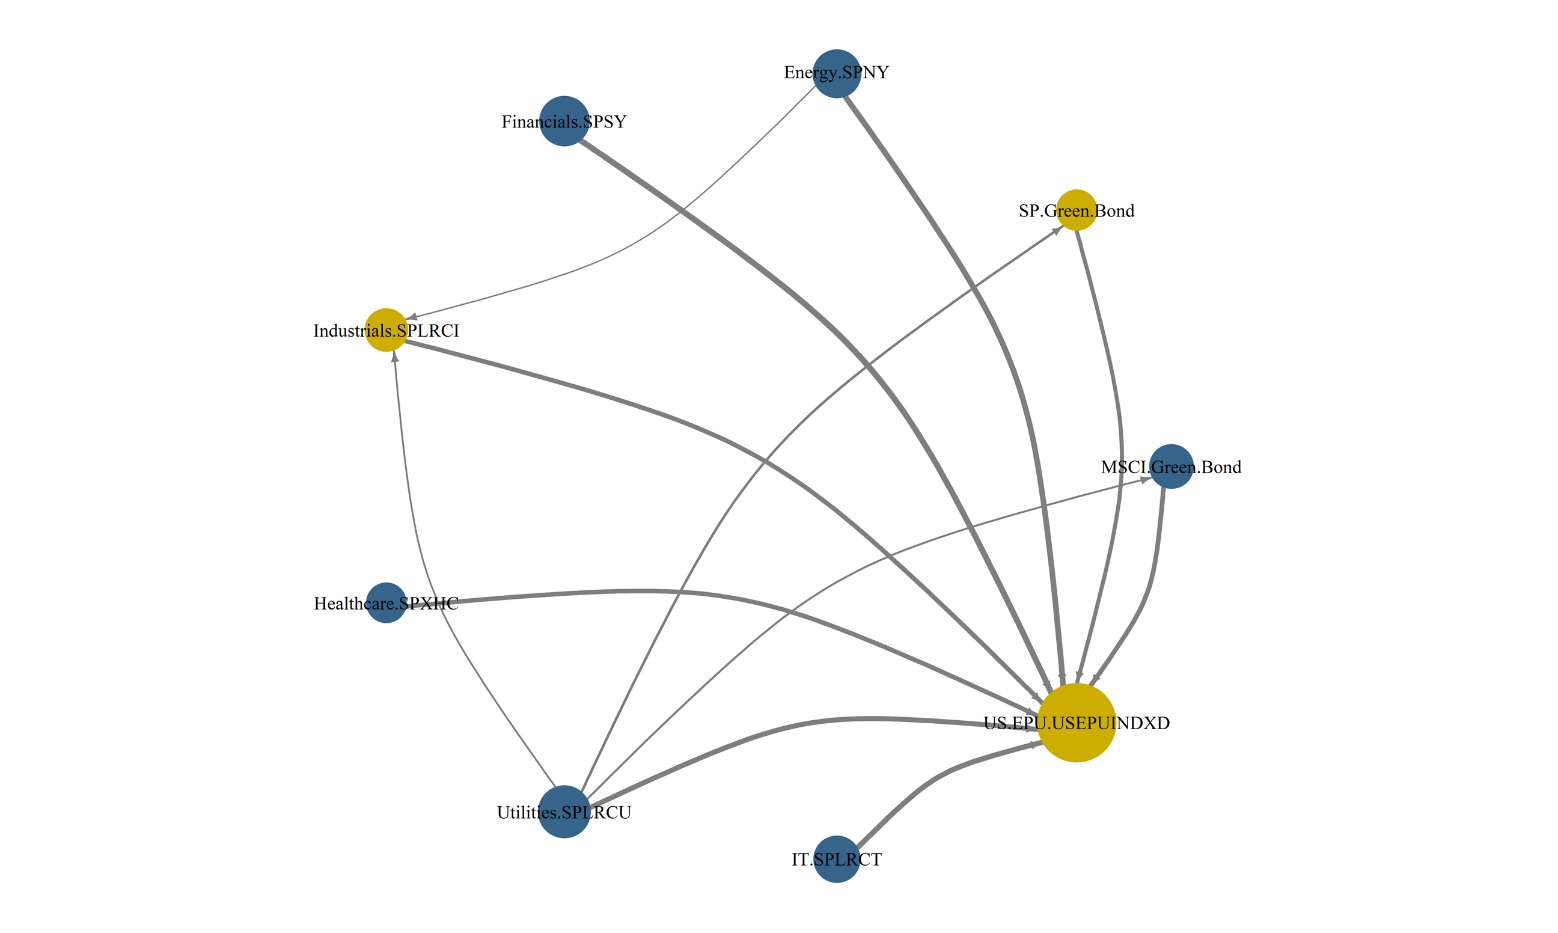 Energy.SPNY
Financials.SPSY
SP.Green.Bond
Industrials.SPLRCI
MSCI.Green.Bond
Healthcare.SPXHC
US.EPU.USEPUINDXD
Utilities.SPLRCU
IT.SPLRCT